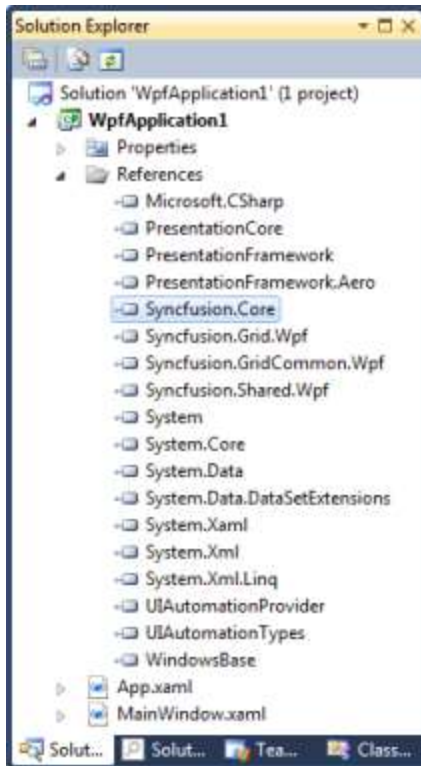 Solution Explorer
Solution 'WpfApplication1' (1 project)
WpfApplication1
Properties
References
Microsoft.CSharp
PresentationCore
PresentationFramework
PresentationFramework.Aero
Syncfusion.Core
Syncfusion.Grid.Wpf
Syncfusion.GridCommon.Wpf
Syncfusion.Shared.Wpf
System
System.Core
System.Data
System.Data.DataSetExtensions
System.Xaml
System.Xml
System.Xml.Linq
UIAutomationProvider
UIAutomationTypes
WindowsBase
App.xaml
MainWindow.xaml
Solut... Solut... Tea... Class...